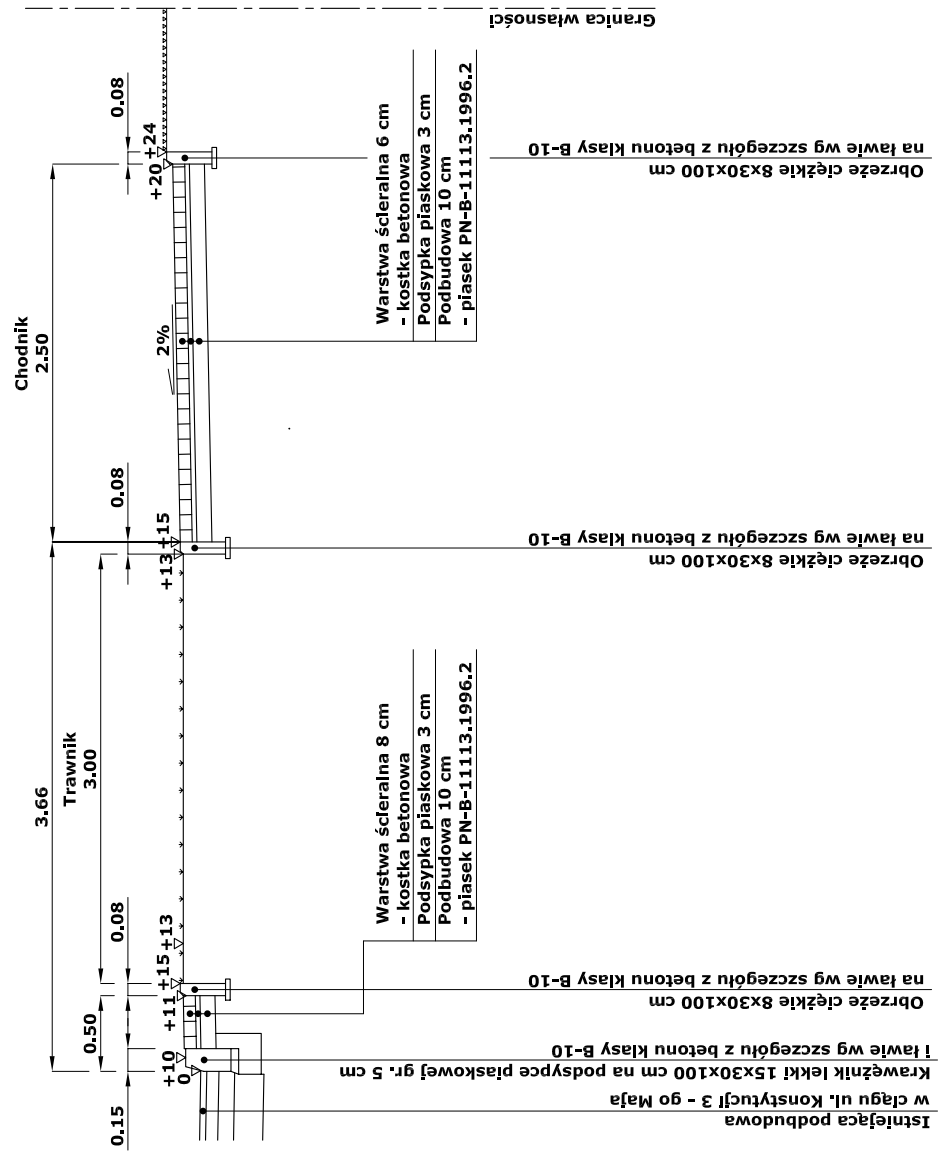 Granica własności
0.08
+24
+20
Chodnik
2.50
2%
Warstwa ścieralna 6 cm
- kostka betonowa
Podsypka piaskowa 3 cm
Podbudowa 10 cm
- piasek PN-B-11113.1996.2
Obrzeże ciężkie 8x30x100 cm
na ławie wg szczegółu z betonu klasy B-10
0.08
+15
+13
Obrzeże ciężkie 8x30x100 cm
na ławie wg szczegółu z betonu klasy B-10
3.66
Trawnik
3.00
Warstwa ścieralna 8 cm
- kostka betonowa
Podsypka piaskowa 3 cm
Podbudowa 10 cm
- piasek PN-B-11113.1996.2
0.08
+13
+15
+11
0.50
+10
0
0.15
Obrzeże ciężkie 8x30x100 cm
na ławie wg szczegółu z betonu klasy B-10
Krawężnik lekki 15x30x100 cm na podsypce piaskowej gr. 5 cm
i ławie wg szczegółu z betonu klasy B-10
Istniejąca podbudowa
w ciągu ul. Konstytucji 3 - go Maja